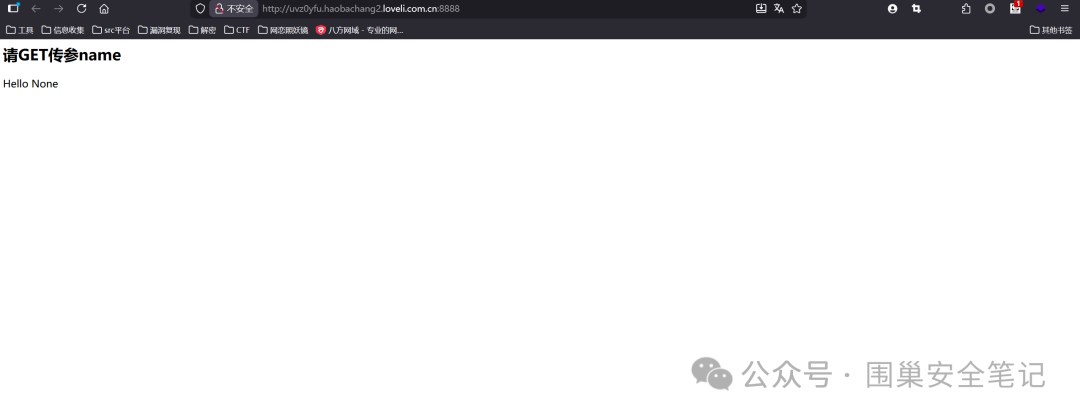 不安全 http://uvz0yfu.haobachang2.loveli.com.cn:8888 1
工具 信息收集 src平台 漏洞复现 解密 CTF 网恋照妖镜 八方网域 - 专业的网... 其他书签
请GET传参name
Hello None
公众号 · 围巢安全笔记